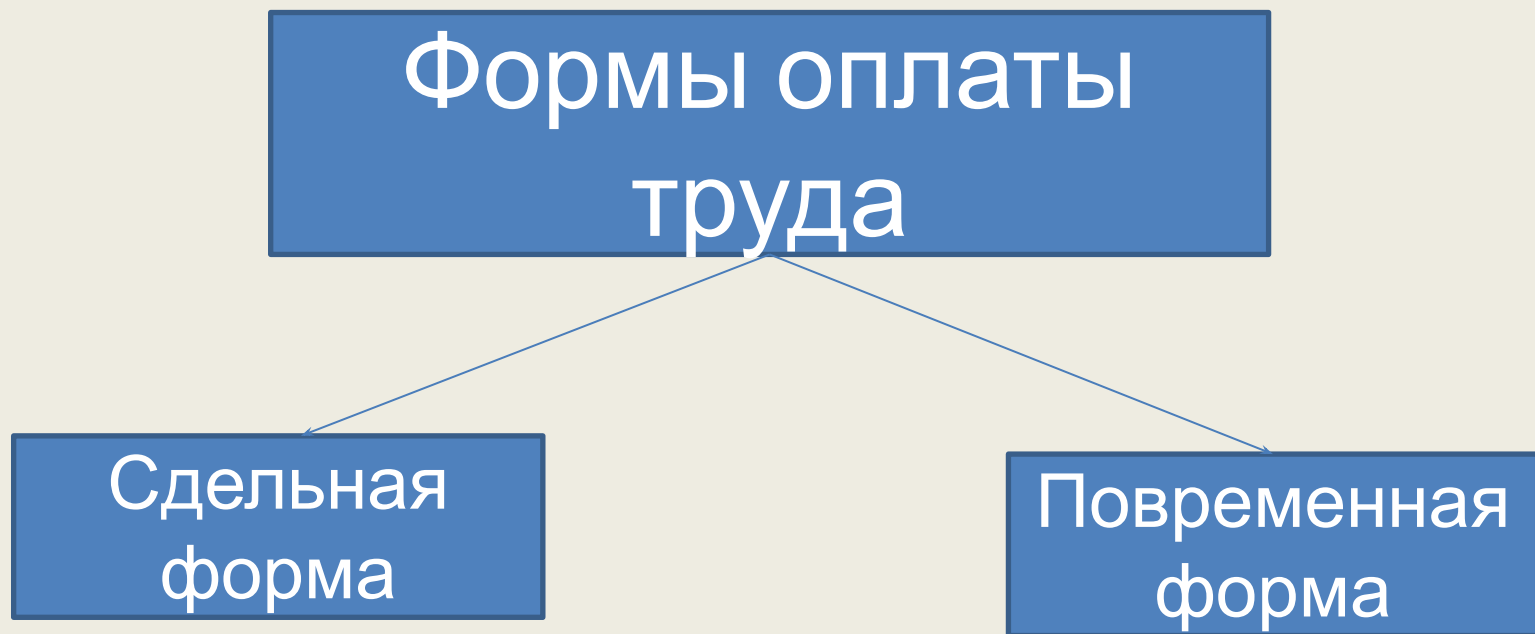 Формы оплаты
труда
Сдельная
форма
Повременная
форма